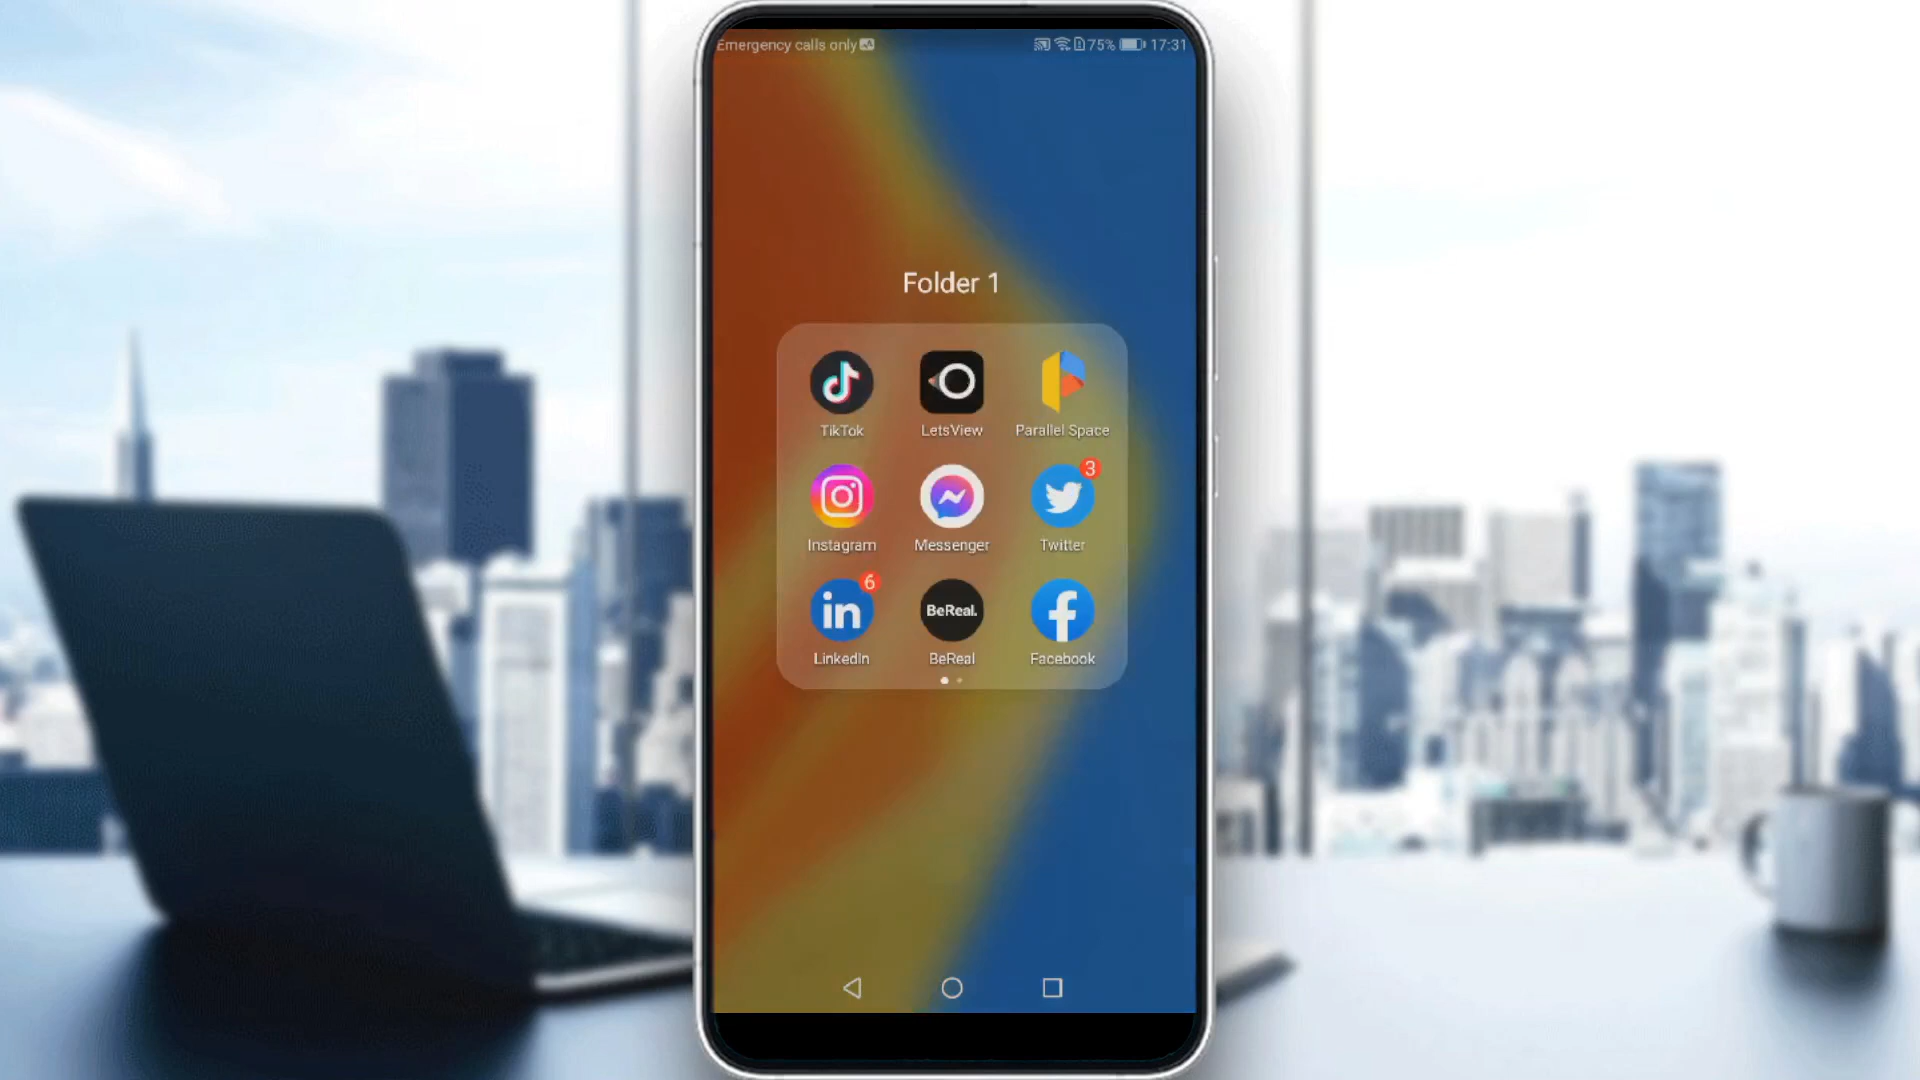 Emergency calls only 75% 17:31
Folder 1
TikTok LetsView Parallel Space
3
Instagram Messenger Twitter
6
in BeReal. f
LinkedIn BeReal Facebook